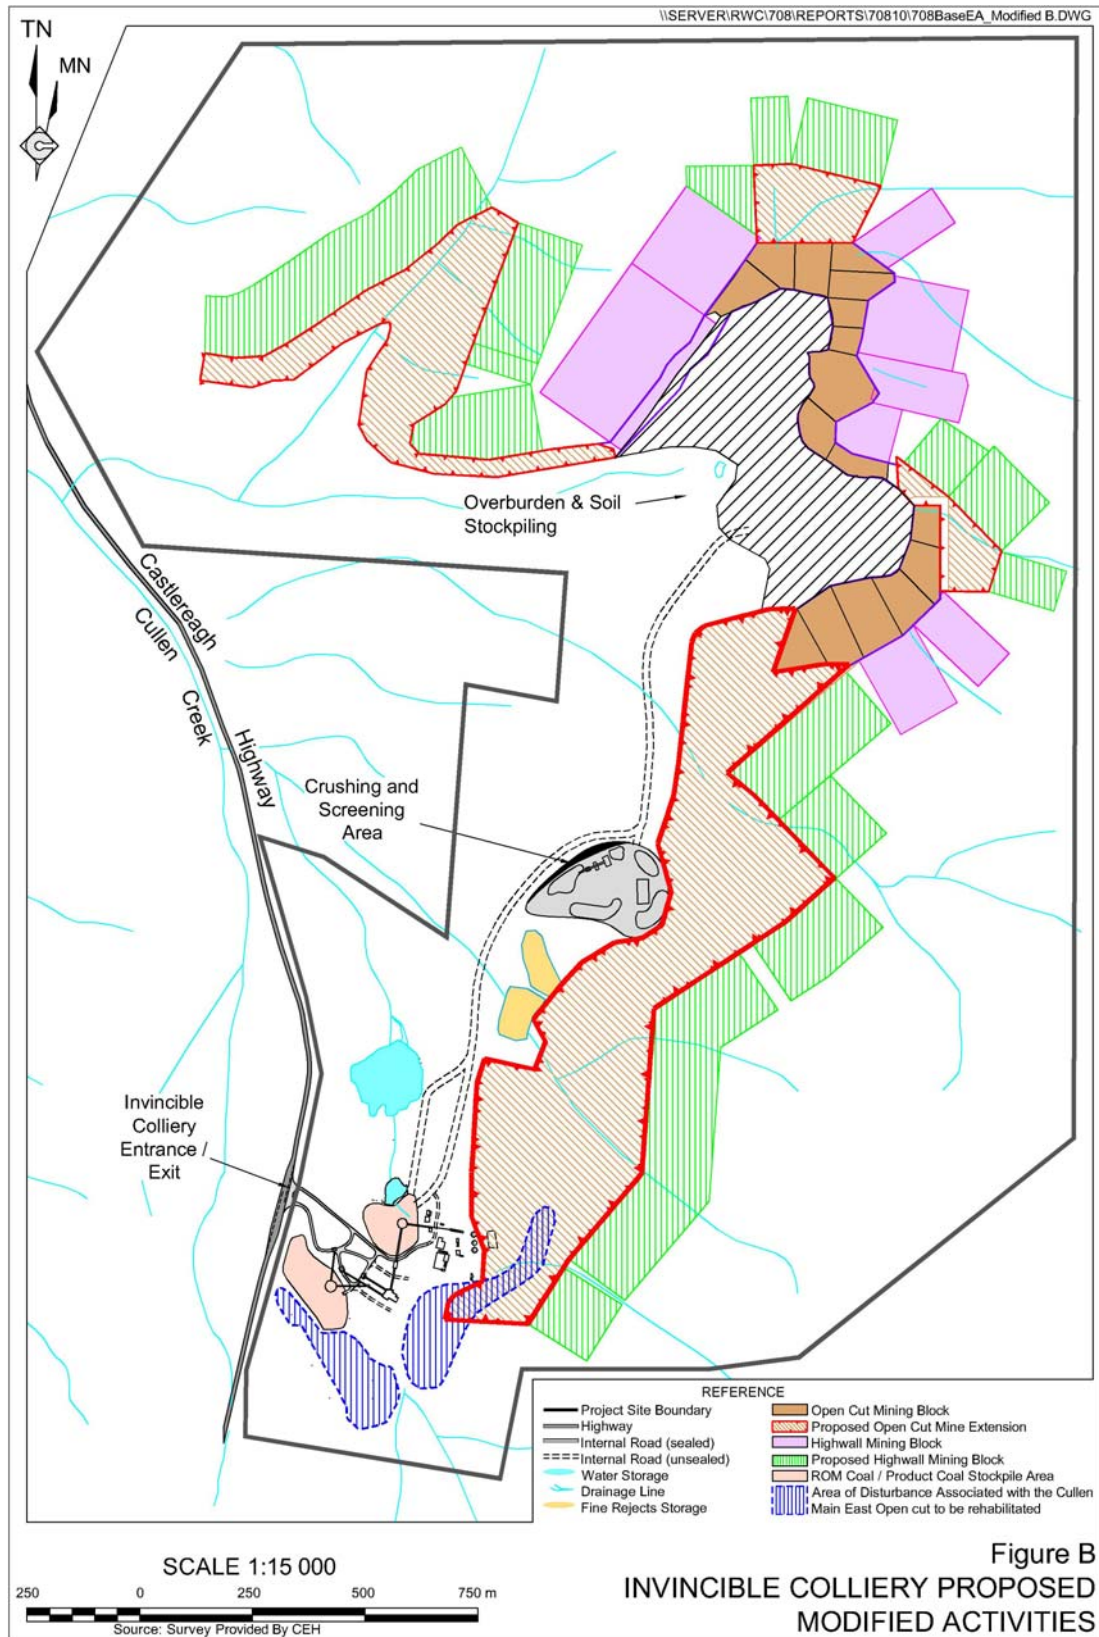 \\SERVER\RWC\708\REPORTS\70810\708BaseEA_Modified B.DWG
TN
MN
Overburden & Soil
Stockpiling
Castlereagh
Highway
Cullen
Creek
Crushing and
Screening
Area
Invincible
Colliery
Entrance /
Exit
REFERENCE
Project Site Boundary
Highway
Internal Road (sealed)
Internal Road (unsealed)
Water Storage
Drainage Line
Fine Rejects Storage
Open Cut Mining Block
Proposed Open Cut Mine Extension
Highwall Mining Block
Proposed Highwall Mining Block
ROM Coal / Product Coal Stockpile Area
Area of Disturbance Associated with the Cullen
Main East Open cut to be rehabilitated
SCALE 1:15 000
250 0 250 500 750 m
Source: Survey Provided By CEH
Figure B
INVINCIBLE COLLIERY PROPOSED
MODIFIED ACTIVITIES